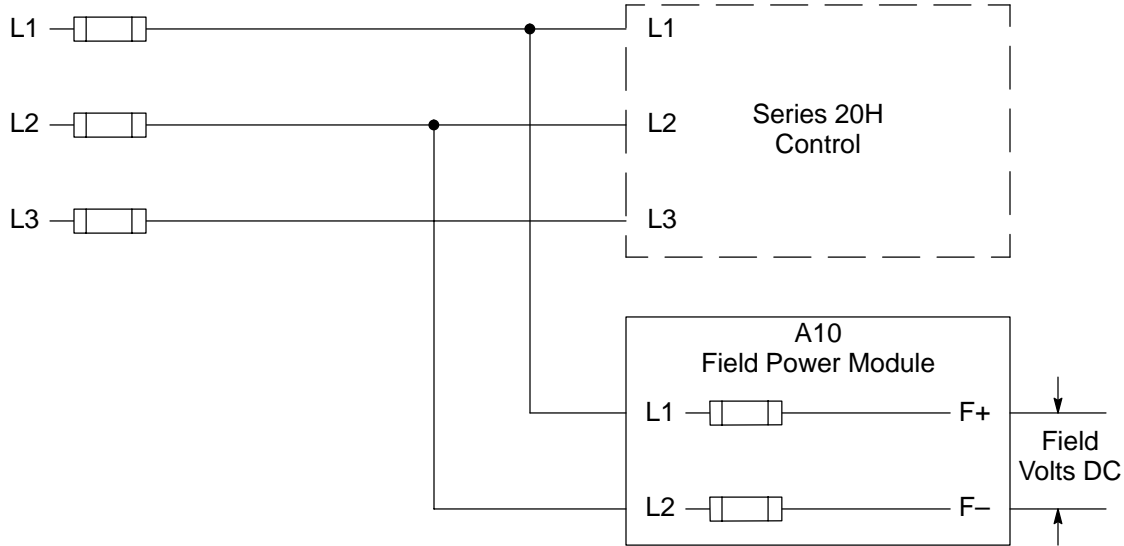 L1
L1
L2
L2
Series 20H
Control
L3
L3
A10
Field Power Module
L1
F+
Field
Volts DC
L2
F–